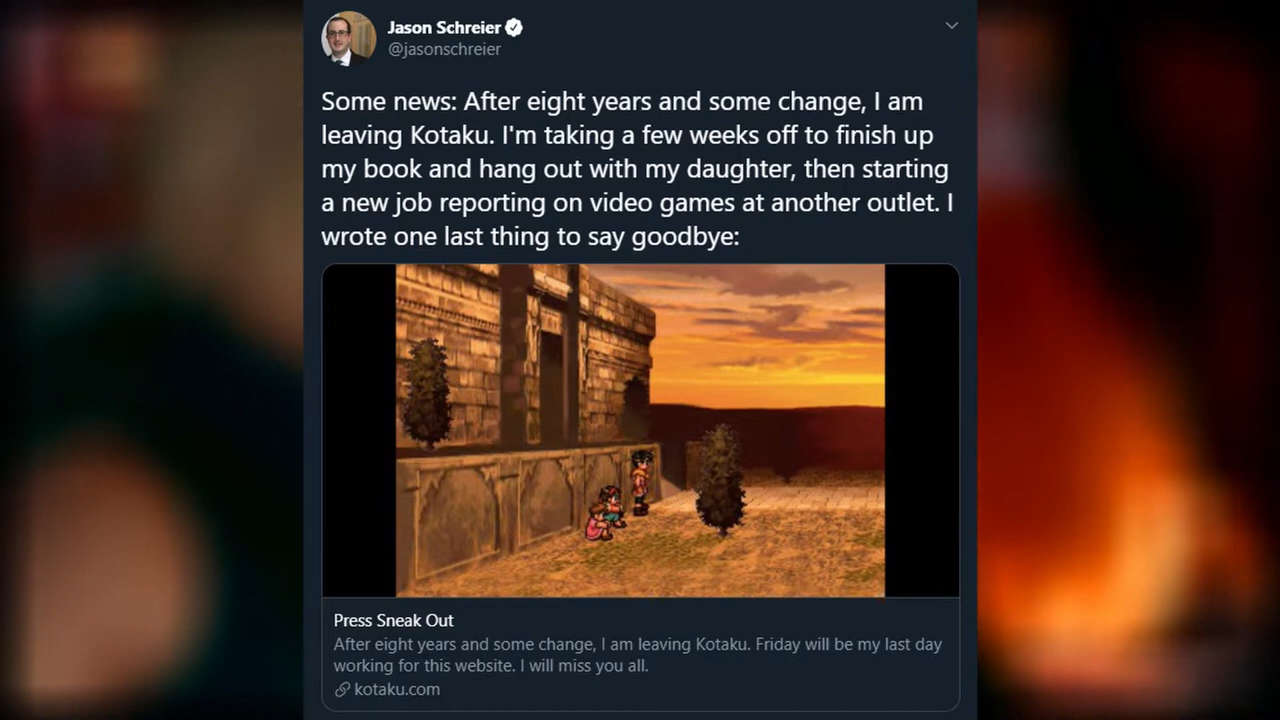 Jason Schreier
@jasonschreier
Some news: After eight years and some change, I am
leaving Kotaku. I'm taking a few weeks off to finish up
my book and hang out with my daughter, then starting
a new job reporting on video games at another outlet. I
wrote one last thing to say goodbye:
Press Sneak Out
After eight years and some change, I am leaving Kotaku. Friday will be my last day
working for this website. I will miss you all.
kotaku.com